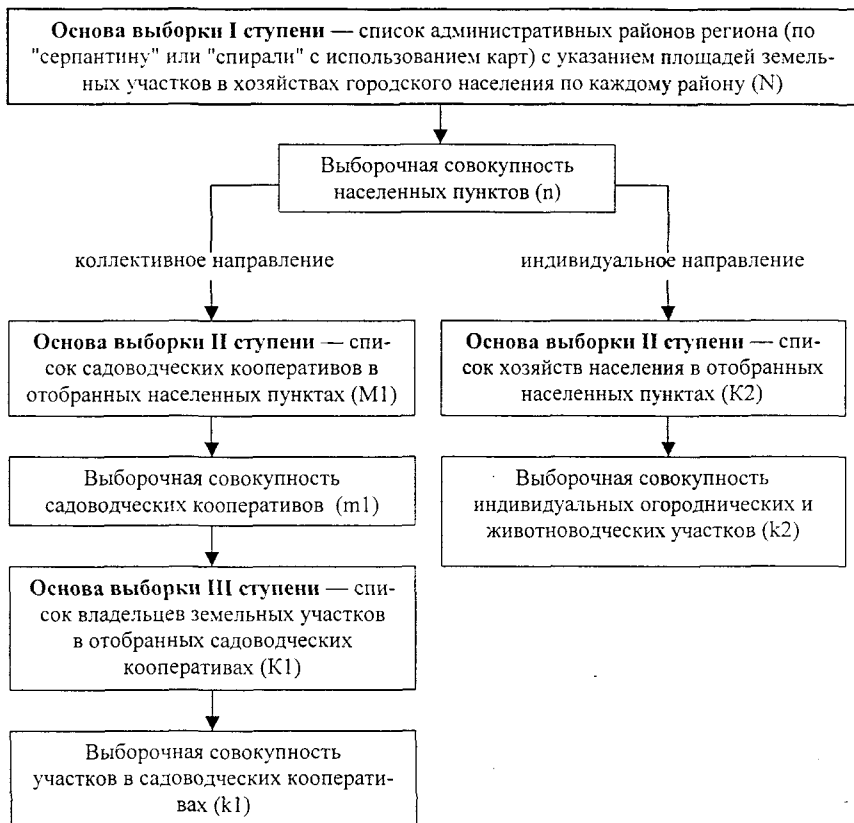 Основа выборки I ступени — список административных районов региона (по
"серпантину" или "спирали" с использованием карт) с указанием площадей земель-
ных участков в хозяйствах городского населения по каждому району (N)
Выборочная совокупность
населенных пунктов (n)
коллективное направление
индивидуальное направление
Основа выборки II ступени — спи-
сок садоводческих кооперативов в
отобранных населенных пунктах (М1)
Основа выборки II ступени — спи-
сок хозяйств населения в отобранных
населенных пунктах (К2)
Выборочная совокупность
садоводческих кооперативов (m1)
Выборочная совокупность
индивидуальных огороднических и
животноводческих участков (k2)
Основа выборки III ступени — спи-
сок владельцев земельных участков
в отобранных садоводческих
кооперативах (К1)
Выборочная совокупность
участков в садоводческих кооперати-
вах (k1)